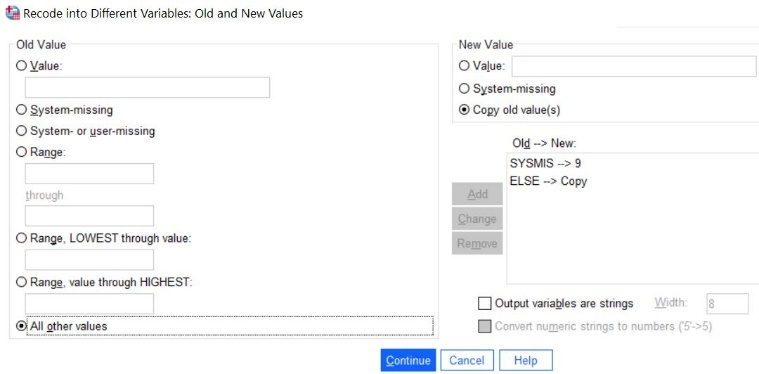 Recode into Different Variables: Old and New Values
Old Value
Value:
System-missing
System- or user-missing
Range:
through
Range, LOWEST through value:
Range, value through HIGHEST:
All other values
New Value
Value:
System-missing
Copy old value(s)
Old --> New:
SYSMIS --> 9
ELSE --> Copy
Add
Change
Remove
Output variables are strings Width: 8
Convert numeric strings to numbers ('5'->5)
Continue Cancel Help